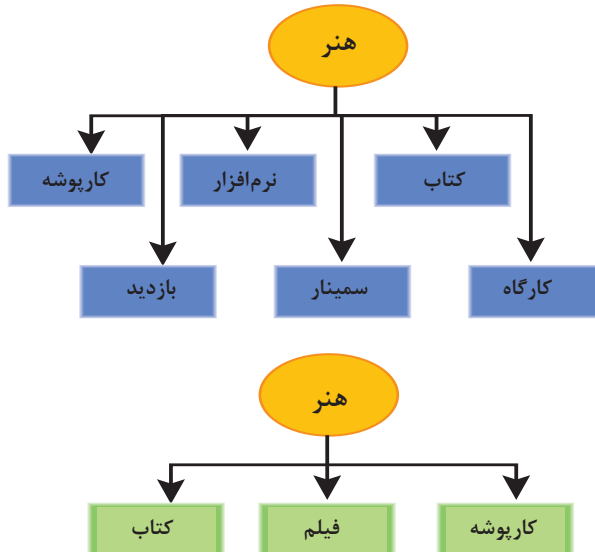 هنر
کتاب
نرم‌افزار
کارپوشه
کارگاه
سمینار
بازدید
هنر
کارپوشه
فیلم
کتاب